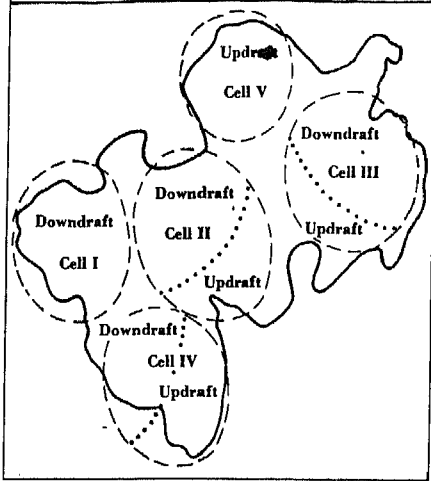 Updraft
Cell V
Downdraft
Cell III
Updraft
Downdraft
Cell II
Updraft
Downdraft
Cell I
Downdraft
Cell IV
Updraft